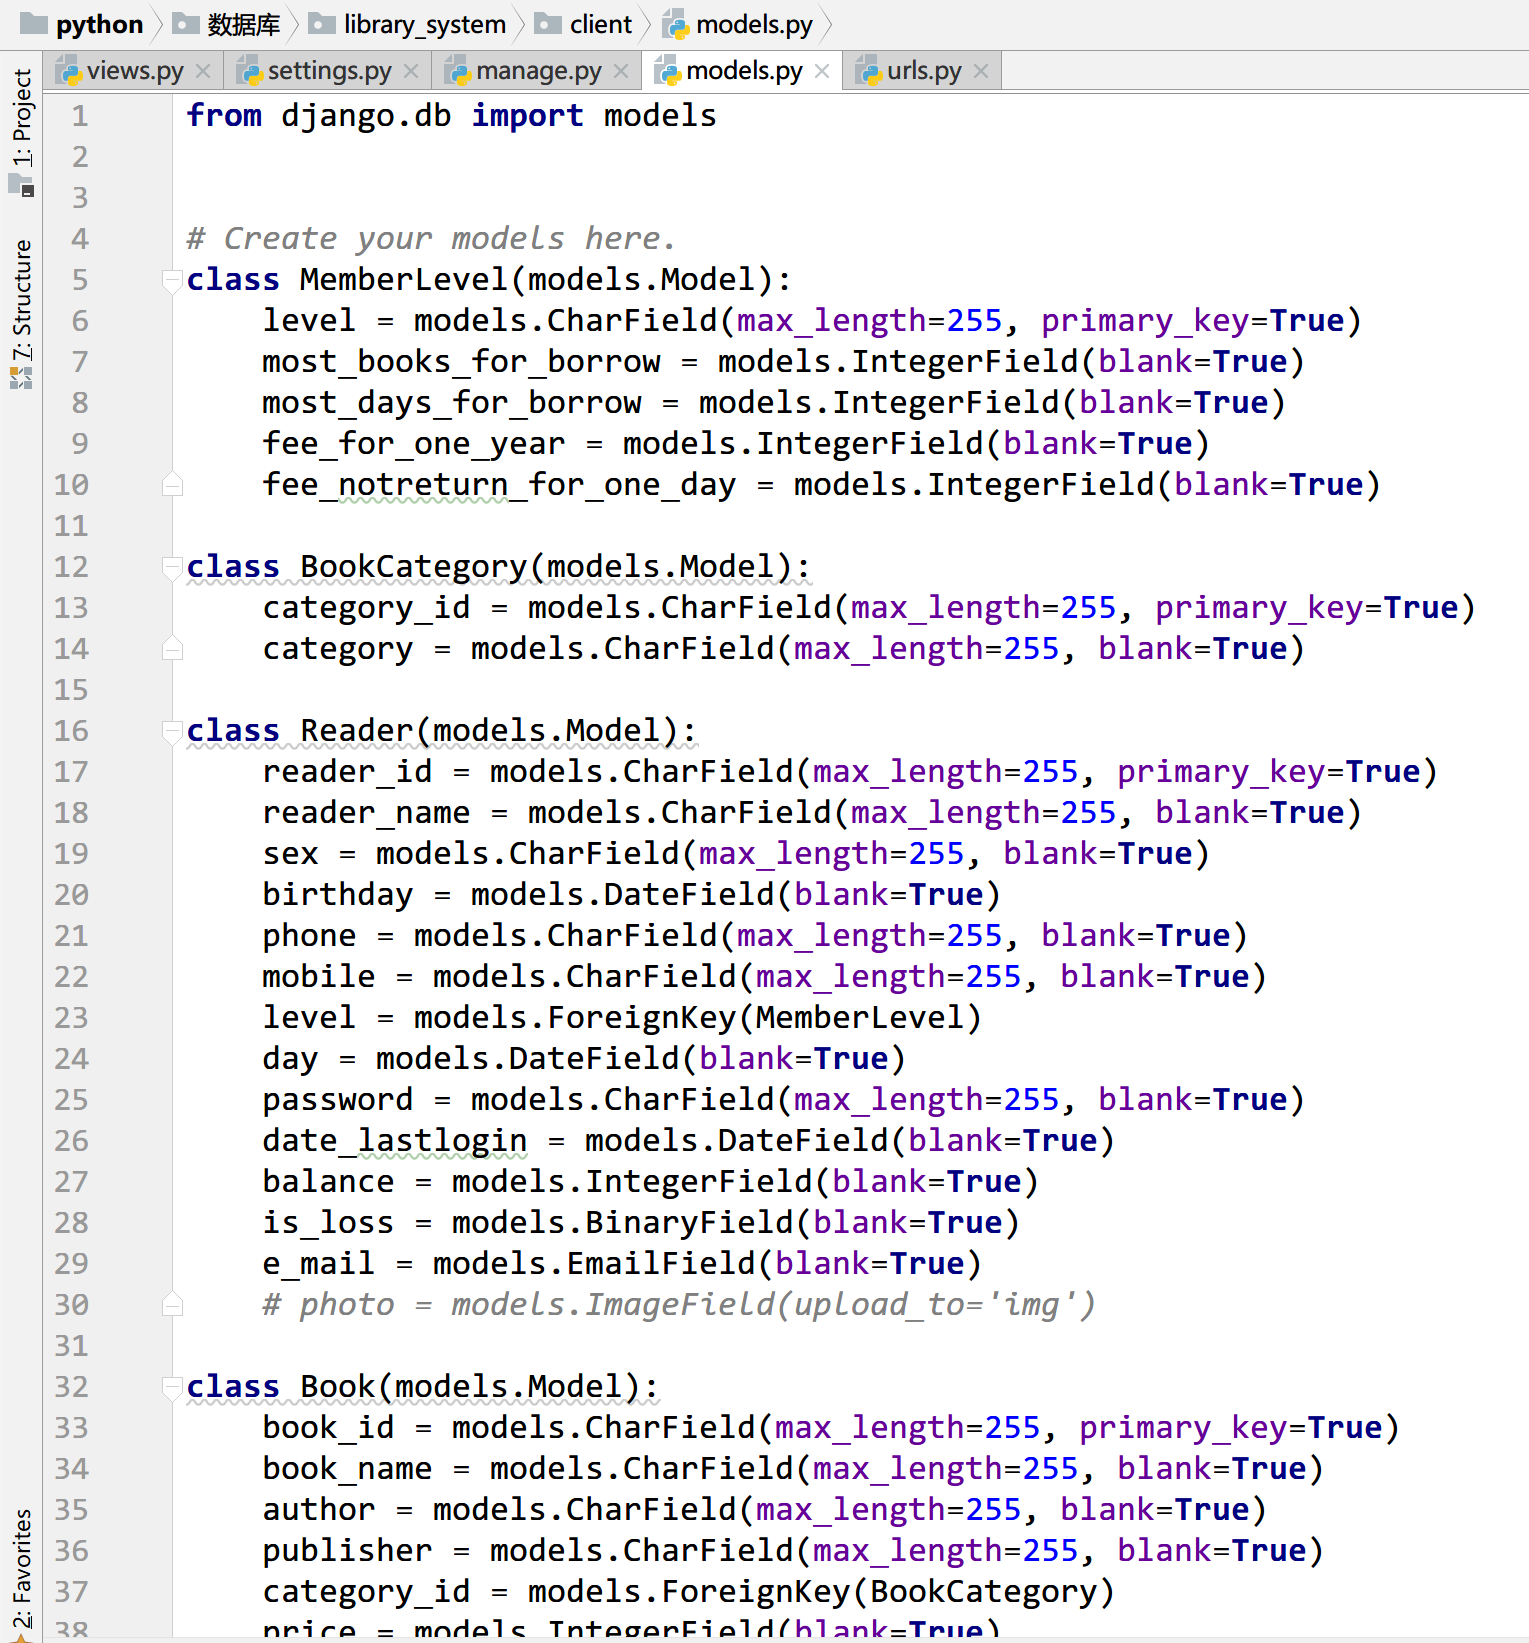 python 数据库 library_system client models.py
views.py settings.py manage.py models.py urls.py
1: Project
7: Structure
2: Favorites
1 from django.db import models
2
3
4 # Create your models here.
5 class MemberLevel(models.Model):
6     level = models.CharField(max_length=255, primary_key=True)
7     most_books_for_borrow = models.IntegerField(blank=True)
8     most_days_for_borrow = models.IntegerField(blank=True)
9     fee_for_one_year = models.IntegerField(blank=True)
10     fee_notreturn_for_one_day = models.IntegerField(blank=True)
11
12 class BookCategory(models.Model):
13     category_id = models.CharField(max_length=255, primary_key=True)
14     category = models.CharField(max_length=255, blank=True)
15
16 class Reader(models.Model):
17     reader_id = models.CharField(max_length=255, primary_key=True)
18     reader_name = models.CharField(max_length=255, blank=True)
19     sex = models.CharField(max_length=255, blank=True)
20     birthday = models.DateField(blank=True)
21     phone = models.CharField(max_length=255, blank=True)
22     mobile = models.CharField(max_length=255, blank=True)
23     level = models.ForeignKey(MemberLevel)
24     day = models.DateField(blank=True)
25     password = models.CharField(max_length=255, blank=True)
26     date_lastlogin = models.DateField(blank=True)
27     balance = models.IntegerField(blank=True)
28     is_loss = models.BinaryField(blank=True)
29     e_mail = models.EmailField(blank=True)
30     # photo = models.ImageField(upload_to='img')
31
32 class Book(models.Model):
33     book_id = models.CharField(max_length=255, primary_key=True)
34     book_name = models.CharField(max_length=255, blank=True)
35     author = models.CharField(max_length=255, blank=True)
36     publisher = models.CharField(max_length=255, blank=True)
37     category_id = models.ForeignKey(BookCategory)
38     price = models.IntegerField(blank=True)